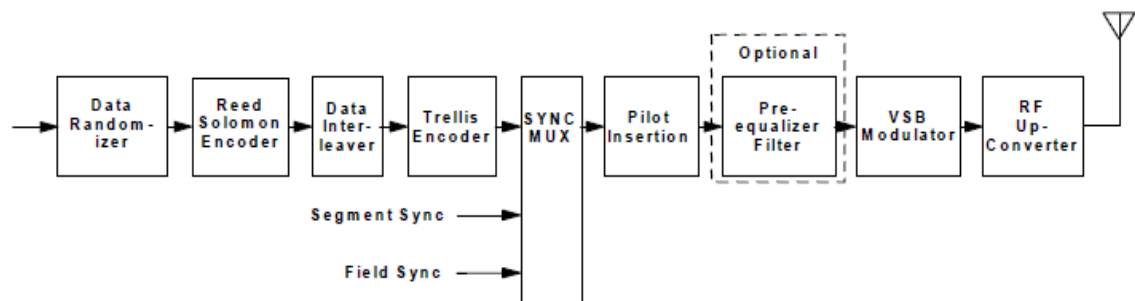 Optional
Data
Random-
izer
Reed
Solomon
Encoder
Data
Inter-
leaver
Trellis
Encoder
SYNC
MUX
Pilot
Insertion
Pre-
equalizer
Filter
VSB
Modulator
RF
Up-
Converter
Segment Sync
Field Sync